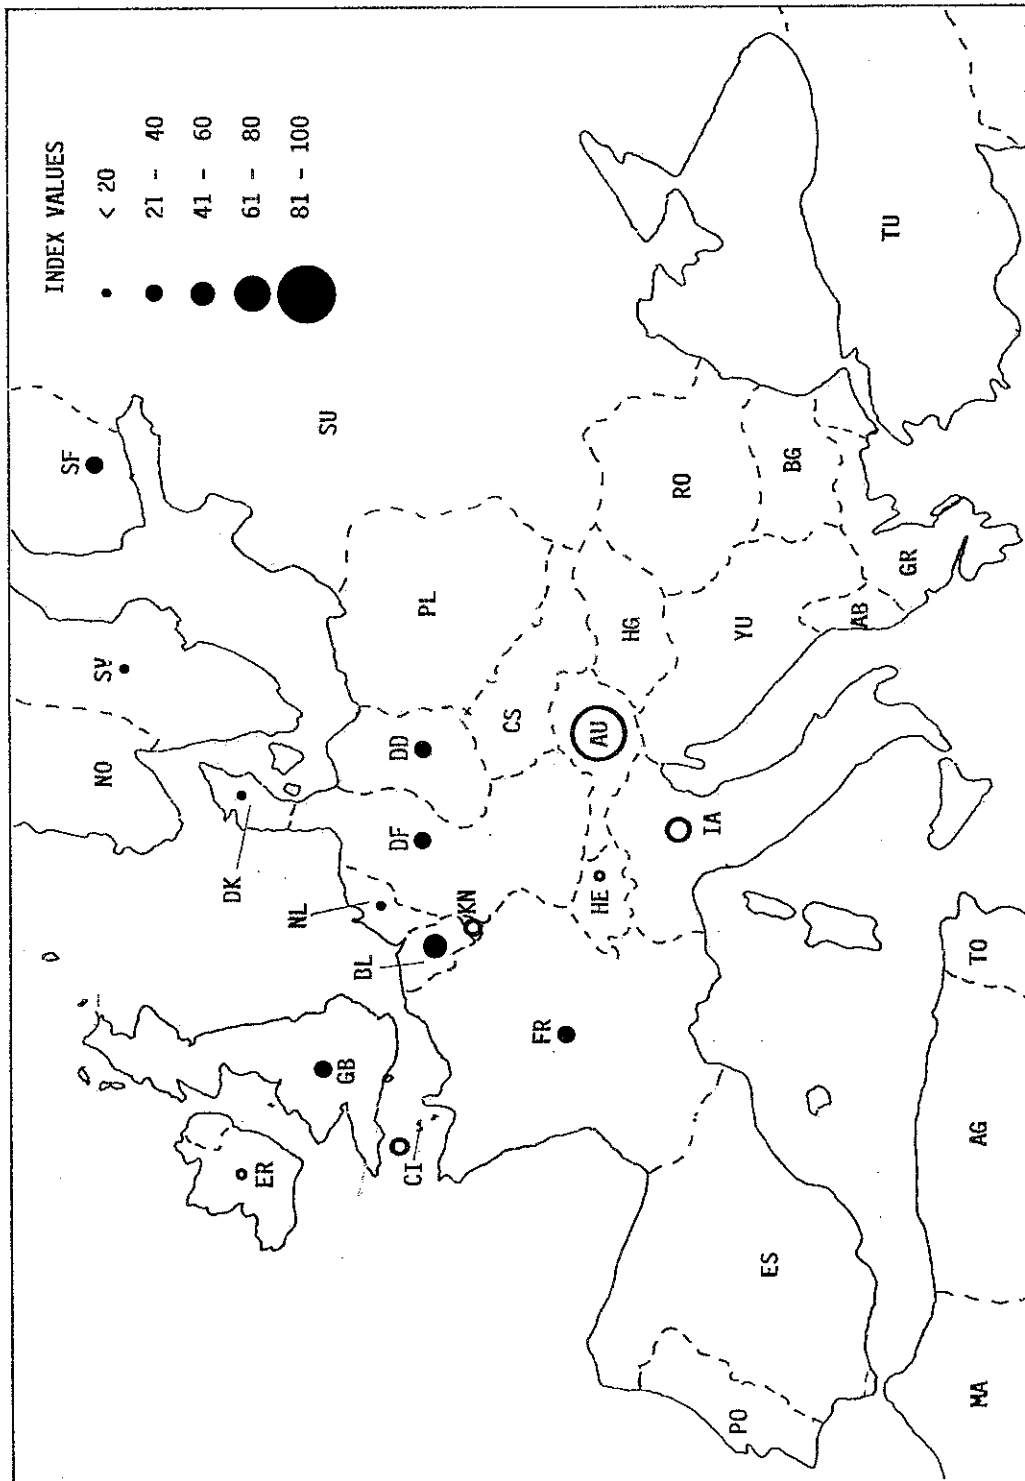 INDEX VALUES
< 20
21 - 40
41 - 60
61 - 80
81 - 100
SF
SV
NO
DK
SU
NL
BL
KN
DF
DD
PL
ER
GB
CI
FR
HE
AU
CS
HG
RO
IA
YU
BG
AB
GR
TU
PO
ES
MA
AG
TO